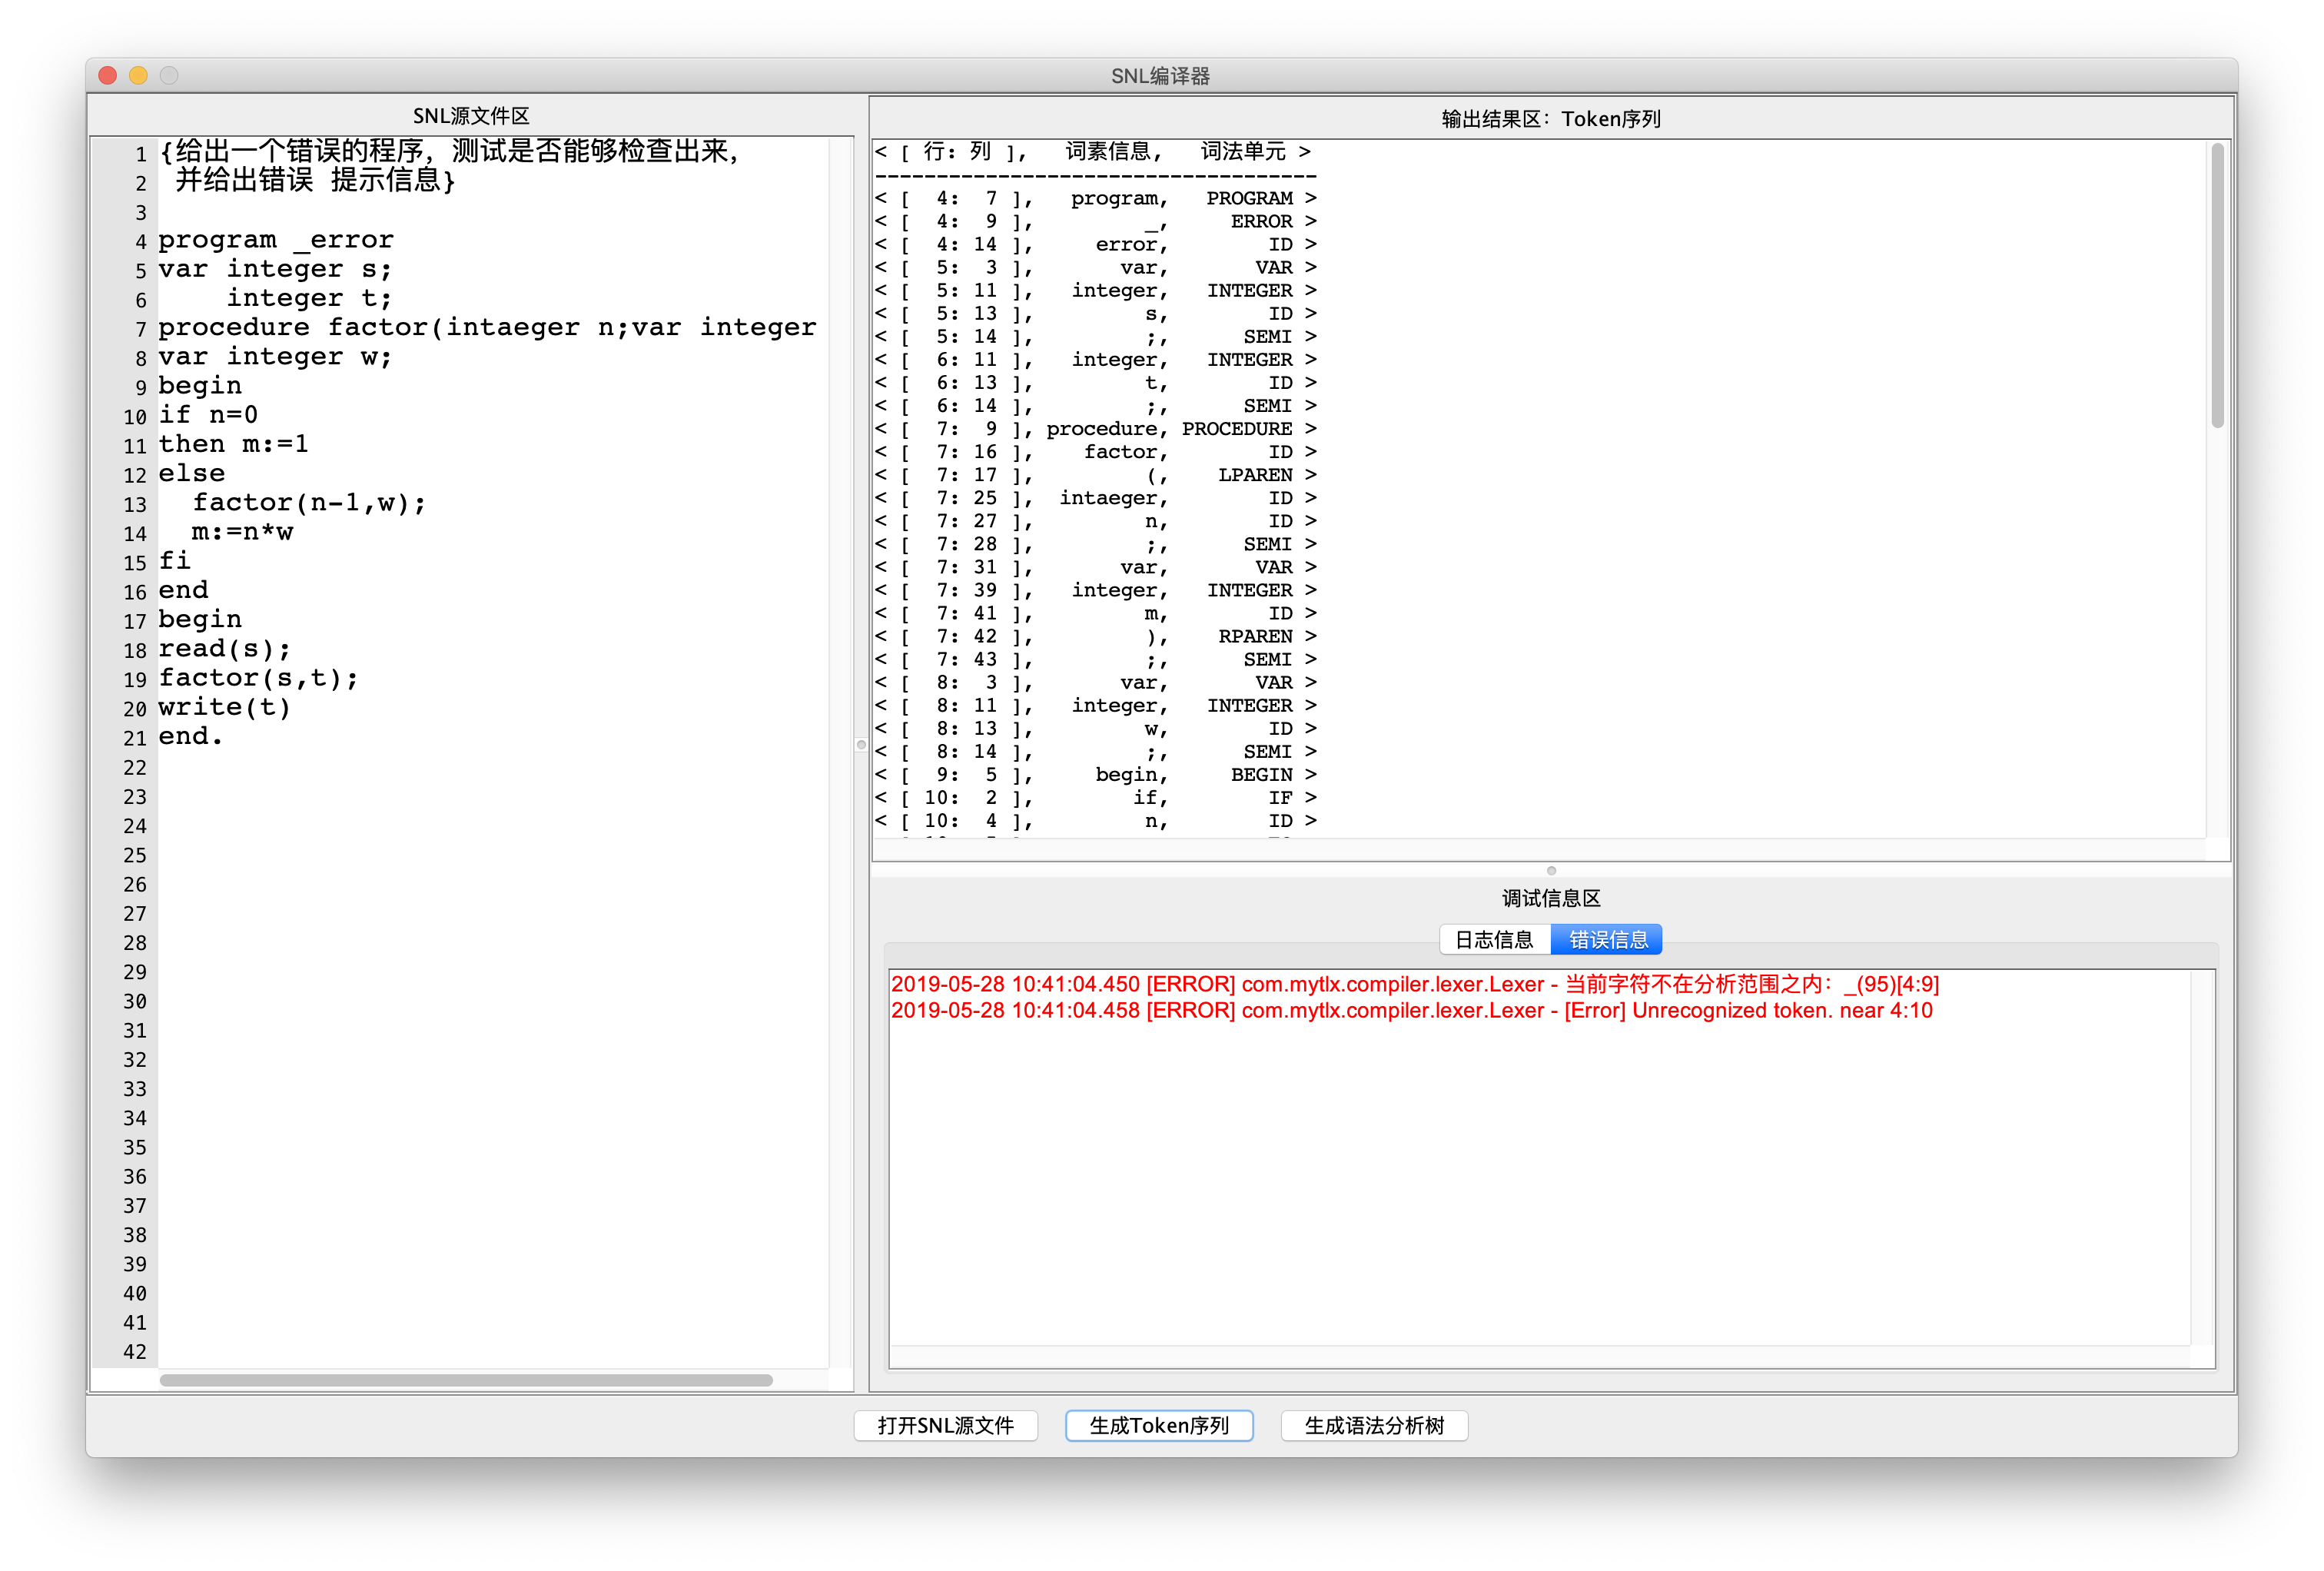 SNL编译器
SNL源文件区
1 {给出一个错误的程序，测试是否能够检查出来，
2 并给出错误 提示信息}
3
4 program _error
5 var integer s;
6 integer t;
7 procedure factor(intaeger n;var integer
8 var integer w;
9 begin
10 if n=0
11 then m:=1
12 else
13 factor(n-1,w);
14 m:=n*w
15 fi
16 end
17 begin
18 read(s);
19 factor(s,t);
20 write(t)
21 end.
22
23
24
25
26
27
28
29
30
31
32
33
34
35
36
37
38
39
40
41
42
输出结果区：Token序列
< [ 行: 列 ], 词素信息, 词法单元 >
------------------------------------
< [ 4: 7 ], program, PROGRAM >
< [ 4: 9 ], _, ERROR >
< [ 4: 14 ], error, ID >
< [ 5: 3 ], var, VAR >
< [ 5: 11 ], integer, INTEGER >
< [ 5: 13 ], s, ID >
< [ 5: 14 ], ;, SEMI >
< [ 6: 11 ], integer, INTEGER >
< [ 6: 13 ], t, ID >
< [ 6: 14 ], ;, SEMI >
< [ 7: 9 ], procedure, PROCEDURE >
< [ 7: 16 ], factor, ID >
< [ 7: 17 ], (, LPAREN >
< [ 7: 25 ], intaeger, ID >
< [ 7: 27 ], n, ID >
< [ 7: 28 ], ;, SEMI >
< [ 7: 31 ], var, VAR >
< [ 7: 39 ], integer, INTEGER >
< [ 7: 41 ], m, ID >
< [ 7: 42 ], ), RPAREN >
< [ 7: 43 ], ;, SEMI >
< [ 8: 3 ], var, VAR >
< [ 8: 11 ], integer, INTEGER >
< [ 8: 13 ], w, ID >
< [ 8: 14 ], ;, SEMI >
< [ 9: 5 ], begin, BEGIN >
< [ 10: 2 ], if, IF >
< [ 10: 4 ], n, ID >
调试信息区
日志信息 错误信息
2019-05-28 10:41:04.450 [ERROR] com.mytlx.compiler.lexer.Lexer - 当前字符不在分析范围之内：_(95)[4:9]
2019-05-28 10:41:04.458 [ERROR] com.mytlx.compiler.lexer.Lexer - [Error] Unrecognized token. near 4:10
打开SNL源文件 生成Token序列 生成语法分析树